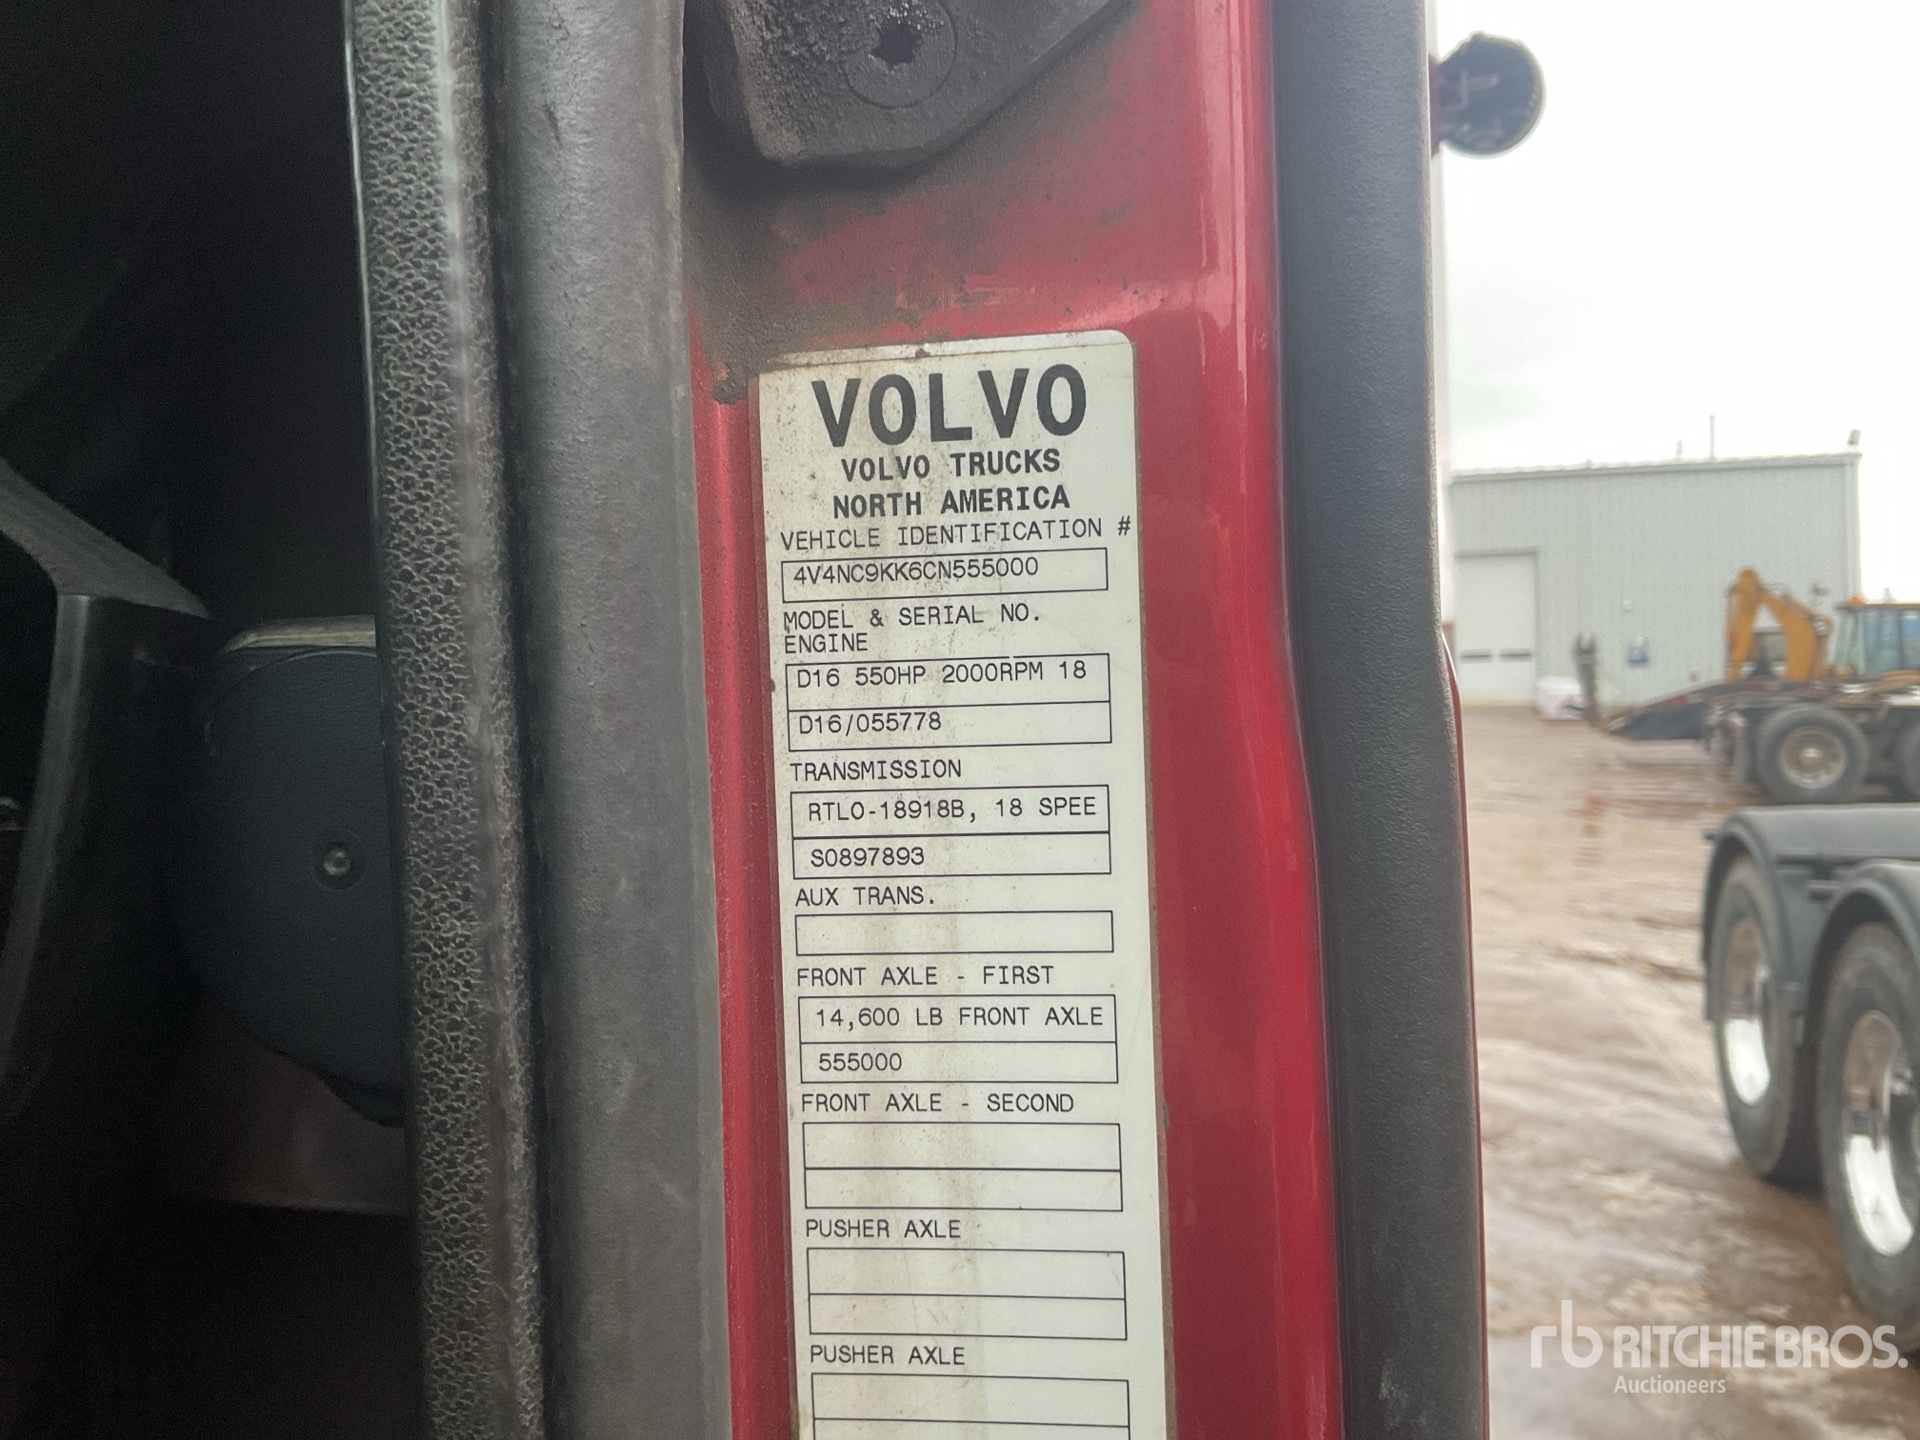 VOLVO
VOLVO TRUCKS
NORTH AMERICA
VEHICLE IDENTIFICATION #
4V4NC9KK6CN555000
MODEL & SERIAL NO.
ENGINE
D16 550HP 2000RPM 18
D16/055778
TRANSMISSION
RTLO-18918B, 18 SPEE
S0897893
AUX TRANS.
FRONT AXLE - FIRST
14,600 LB FRONT AXLE
555000
FRONT AXLE - SECOND
PUSHER AXLE
PUSHER AXLE
rb RITCHIE BROS.
Auctioneers